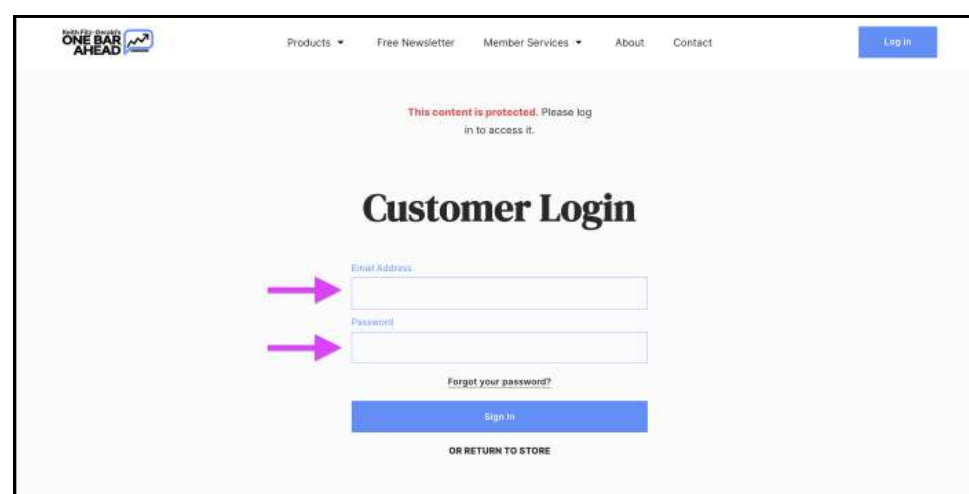 Keith Fitz-Gerald's
ONE BAR
AHEAD
Products Free Newsletter Member Services About Contact Log in
This content is protected. Please log
in to access it.
Customer Login
Email Address
Password
Forgot your password?
Sign In
OR RETURN TO STORE